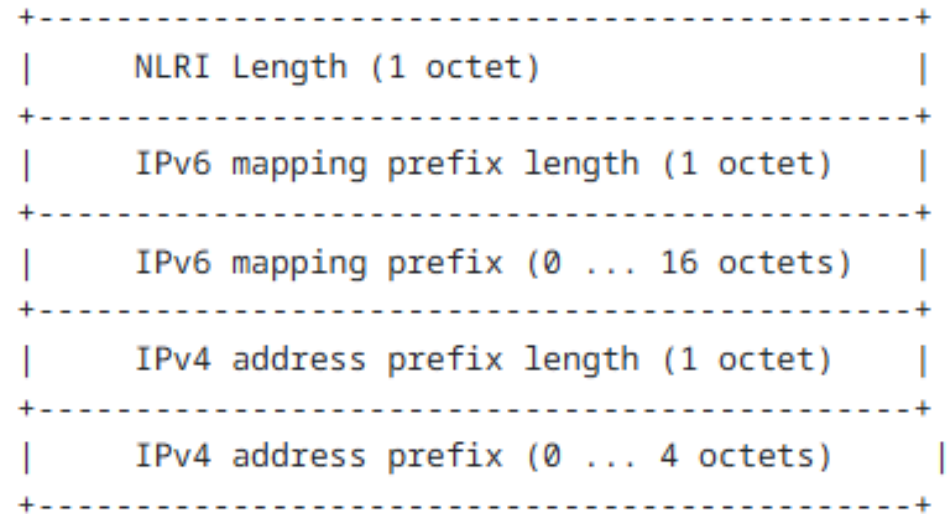 +---------------------------------------------+
|     NLRI Length (1 octet)                   |
+---------------------------------------------+
|     IPv6 mapping prefix length (1 octet)    |
+---------------------------------------------+
|     IPv6 mapping prefix (0 ... 16 octets)   |
+---------------------------------------------+
|     IPv4 address prefix length (1 octet)    |
+---------------------------------------------+
|     IPv4 address prefix (0 ... 4 octets)     |
+---------------------------------------------+